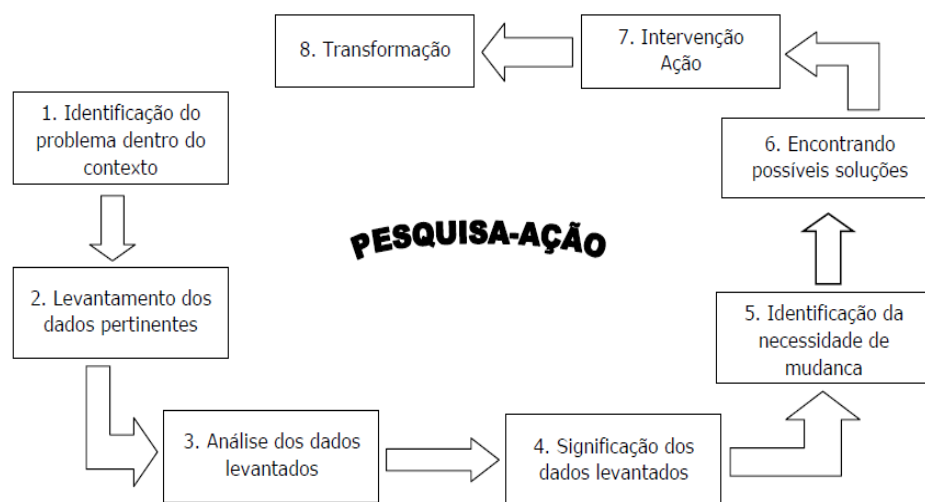 1. Identificação do
problema dentro do
contexto
2. Levantamento dos
dados pertinentes
3. Análise dos dados
levantados
4. Significação dos
dados levantados
5. Identificação da
necessidade de
mudanca
6. Encontrando
possíveis soluções
7. Intervenção
Ação
8. Transformação
PESQUISA-AÇÃO